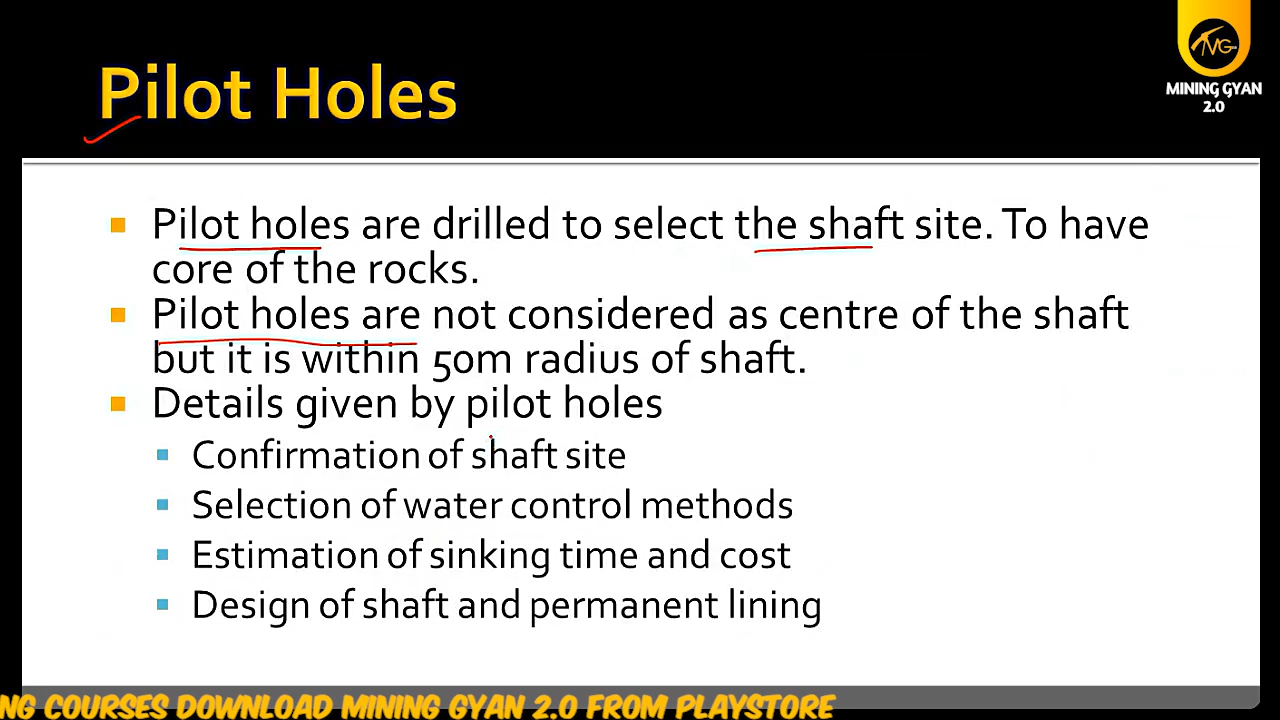 Pilot Holes
MG
MINING GYAN
2.0
Pilot holes are drilled to select the shaft site. To have
core of the rocks.
Pilot holes are not considered as centre of the shaft
but it is within 50m radius of shaft.
Details given by pilot holes
Confirmation of shaft site
Selection of water control methods
Estimation of sinking time and cost
Design of shaft and permanent lining
NG COURSES DOWNLOAD MINING GYAN 2.0 FROM PLAYSTORE